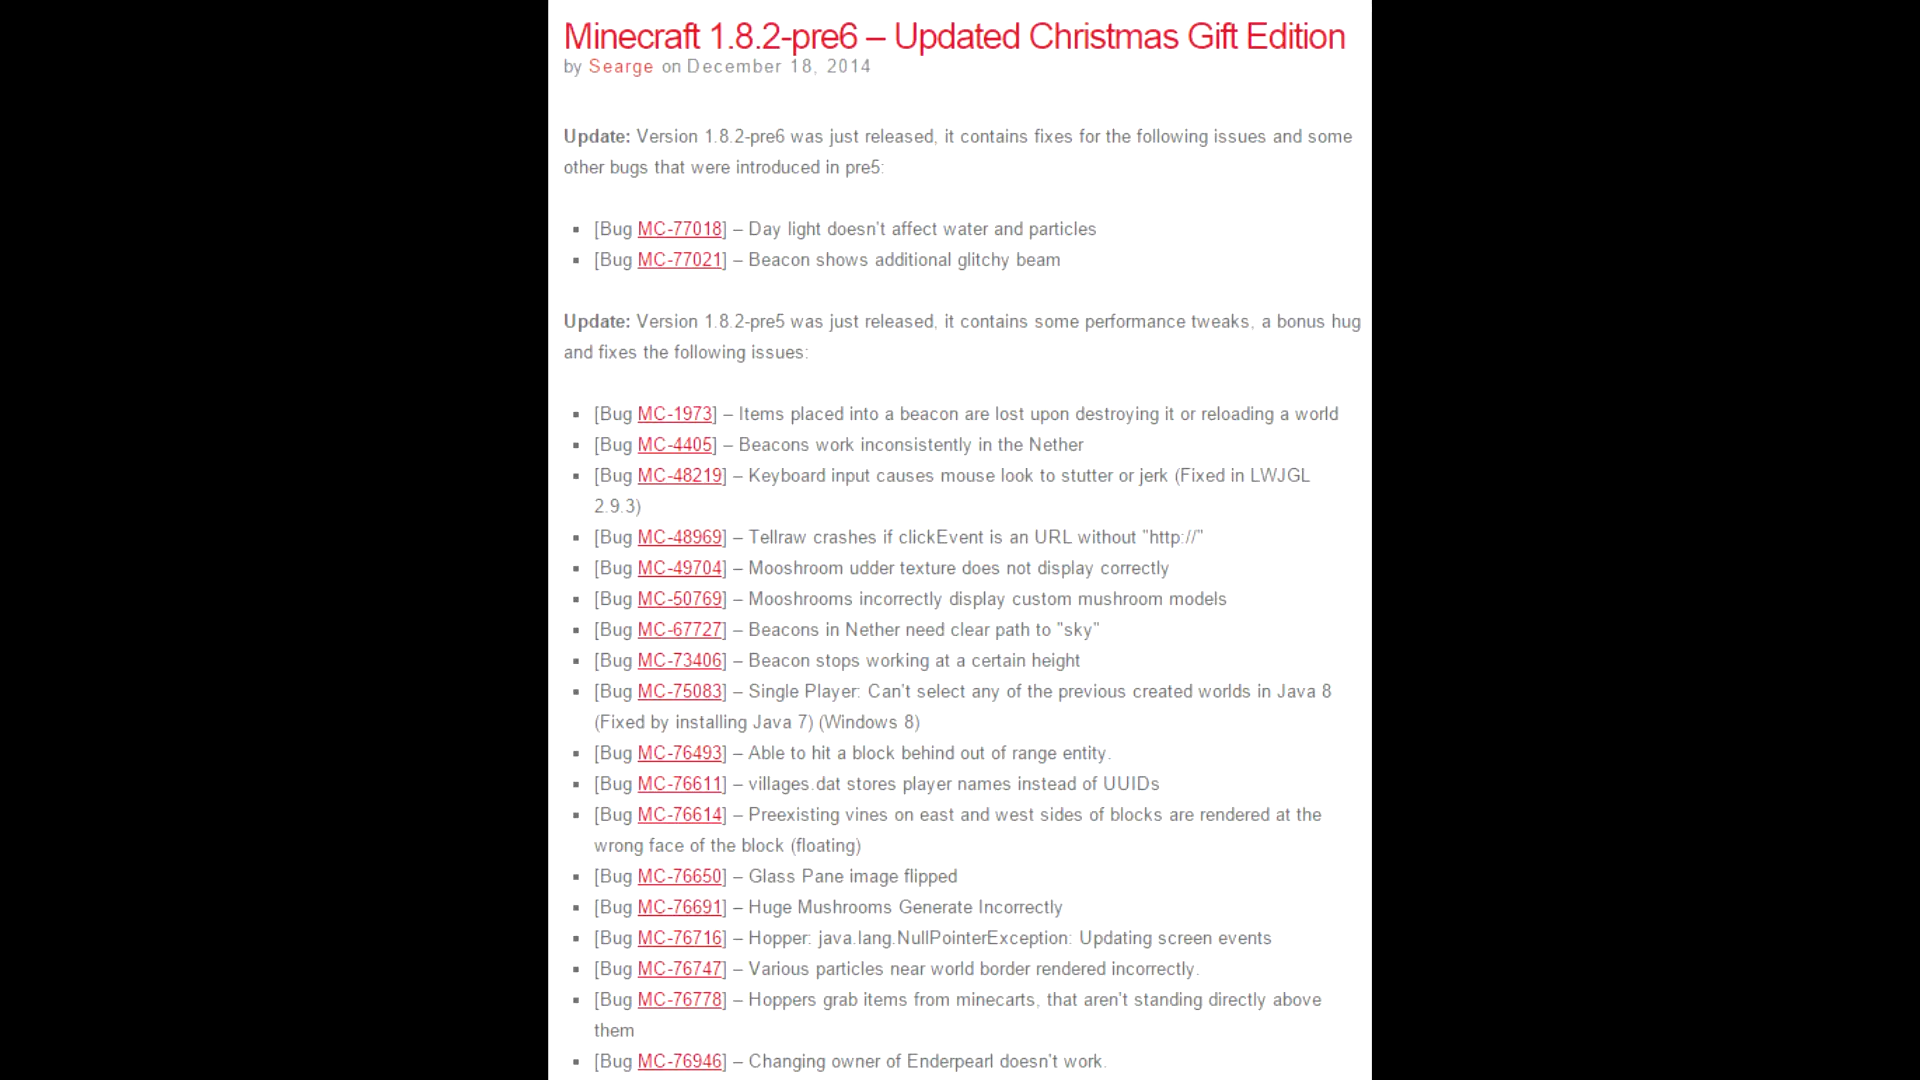 Minecraft 1.8.2-pre6 – Updated Christmas Gift Edition
by Searge on December 18, 2014
Update: Version 1.8.2-pre6 was just released, it contains fixes for the following issues and some
other bugs that were introduced in pre5:
▪ [Bug MC-77018] – Day light doesn't affect water and particles
▪ [Bug MC-77021] – Beacon shows additional glitchy beam
Update: Version 1.8.2-pre5 was just released, it contains some performance tweaks, a bonus hug
and fixes the following issues:
▪ [Bug MC-1973] – Items placed into a beacon are lost upon destroying it or reloading a world
▪ [Bug MC-4405] – Beacons work inconsistently in the Nether
▪ [Bug MC-48219] – Keyboard input causes mouse look to stutter or jerk (Fixed in LWJGL
2.9.3)
▪ [Bug MC-48969] – Tellraw crashes if clickEvent is an URL without "http://"
▪ [Bug MC-49704] – Mooshroom udder texture does not display correctly
▪ [Bug MC-50769] – Mooshrooms incorrectly display custom mushroom models
▪ [Bug MC-67727] – Beacons in Nether need clear path to "sky"
▪ [Bug MC-73406] – Beacon stops working at a certain height
▪ [Bug MC-75083] – Single Player: Can't select any of the previous created worlds in Java 8
(Fixed by installing Java 7) (Windows 8)
▪ [Bug MC-76493] – Able to hit a block behind out of range entity.
▪ [Bug MC-76611] – villages.dat stores player names instead of UUIDs
▪ [Bug MC-76614] – Preexisting vines on east and west sides of blocks are rendered at the
wrong face of the block (floating)
▪ [Bug MC-76650] – Glass Pane image flipped
▪ [Bug MC-76691] – Huge Mushrooms Generate Incorrectly
▪ [Bug MC-76716] – Hopper: java.lang.NullPointerException: Updating screen events
▪ [Bug MC-76747] – Various particles near world border rendered incorrectly.
▪ [Bug MC-76778] – Hoppers grab items from minecarts, that aren't standing directly above
them
▪ [Bug MC-76946] – Changing owner of Enderpearl doesn't work.